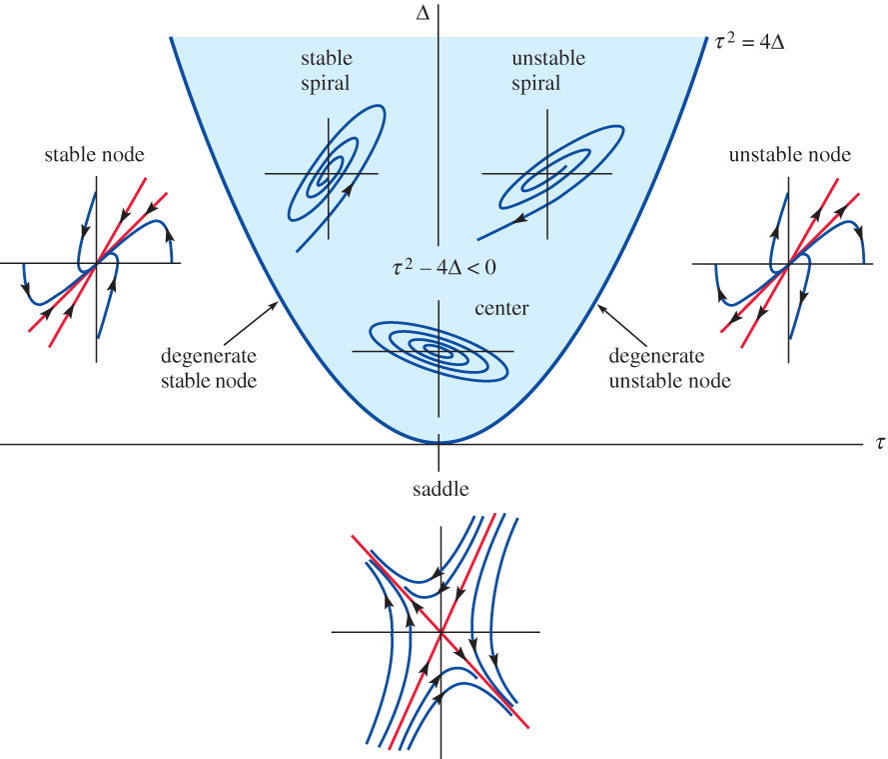 Δ
τ² = 4Δ
stable
spiral
unstable
spiral
stable node
unstable node
τ² − 4Δ < 0
center
degenerate
stable node
degenerate
unstable node
τ
saddle